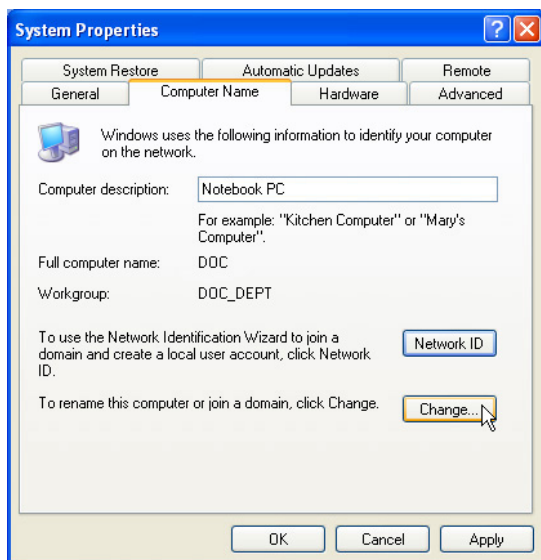 System Properties
?
X
System Restore
Automatic Updates
Remote
General
Computer Name
Hardware
Advanced
Windows uses the following information to identify your computer
on the network.
Computer description:
Notebook PC
For example: "Kitchen Computer" or "Mary's
Computer".
Full computer name:
DOC
Workgroup:
DOC_DEPT
To use the Network Identification Wizard to join a
domain and create a local user account, click Network
ID.
Network ID
To rename this computer or join a domain, click Change.
Change...
OK
Cancel
Apply